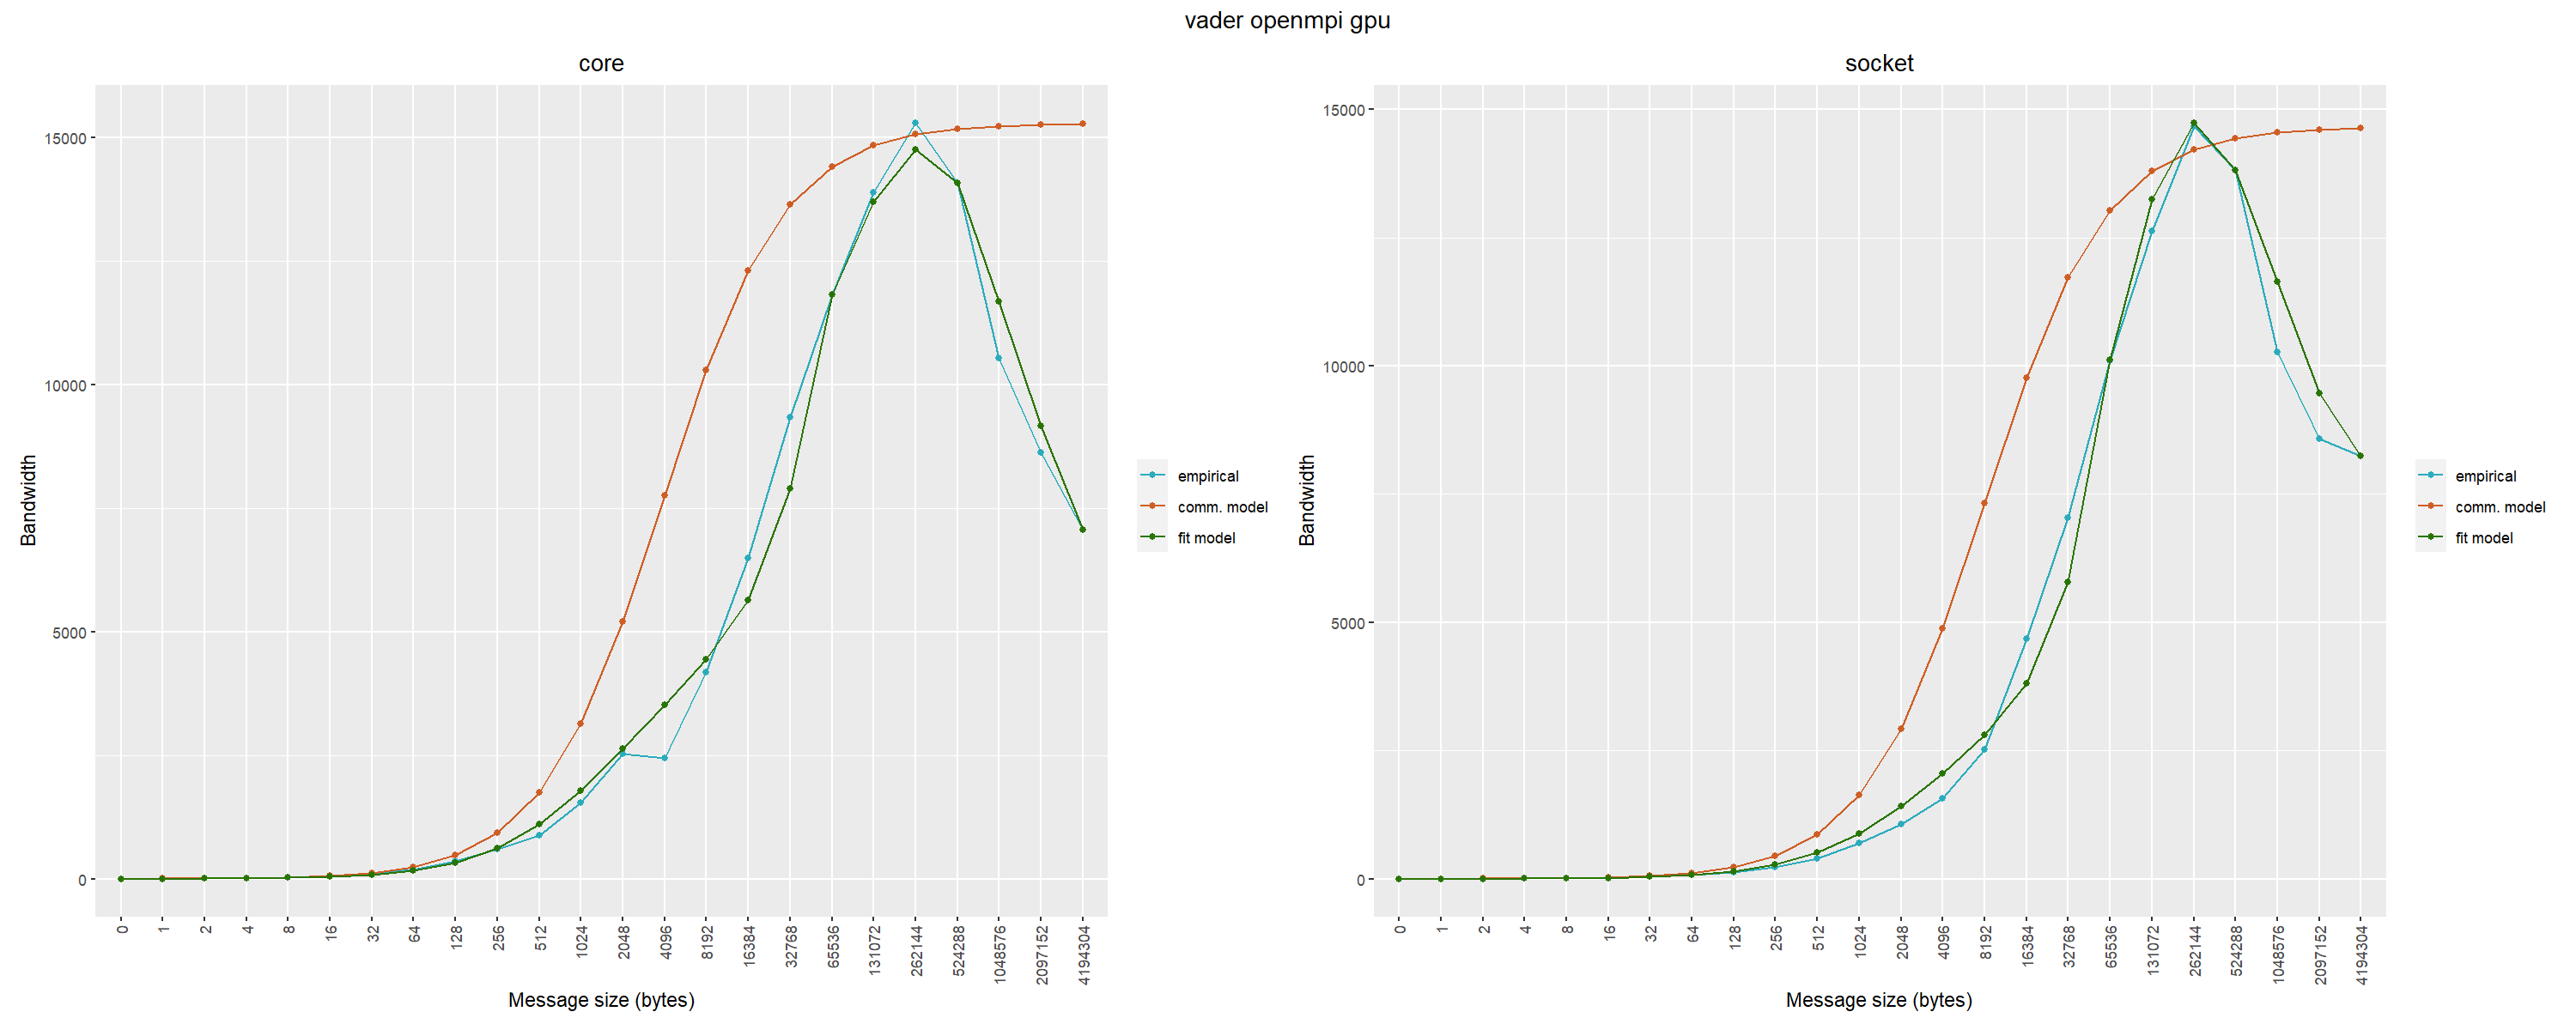 vader openmpi gpu
core
15000
10000
5000
0
Bandwidth
0 1 2 4 8 16 32 64 128 256 512 1024 2048 4096 8192 16384 32768 65536 131072 262144 524288 1048576 2097152 4194304
Message size (bytes)
empirical
comm. model
fit model
socket
15000
10000
5000
0
Bandwidth
0 1 2 4 8 16 32 64 128 256 512 1024 2048 4096 8192 16384 32768 65536 131072 262144 524288 1048576 2097152 4194304
Message size (bytes)
empirical
comm. model
fit model